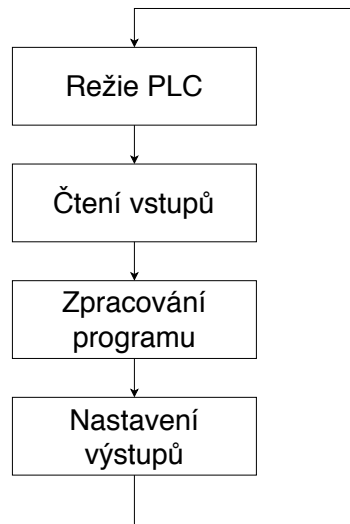 Režie PLC
Čtení vstupů
Zpracování
programu
Nastavení
výstupů